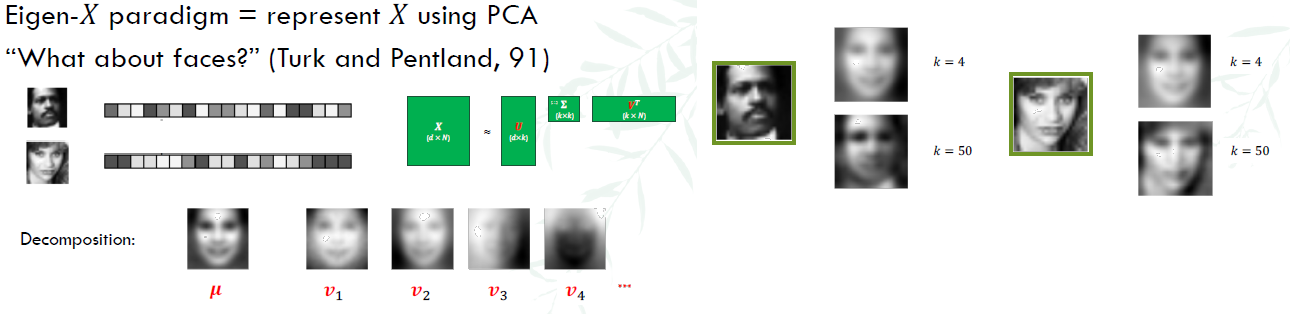 Eigen-X paradigm = represent X using PCA
“What about faces?” (Turk and Pentland, 91)
X
(d × N)
≈
U
(d×k)
Σ
(k×k)
Vᵀ
(k × N)
Decomposition:
μ
v₁
v₂
v₃
v₄
...
k = 4
k = 50
k = 4
k = 50